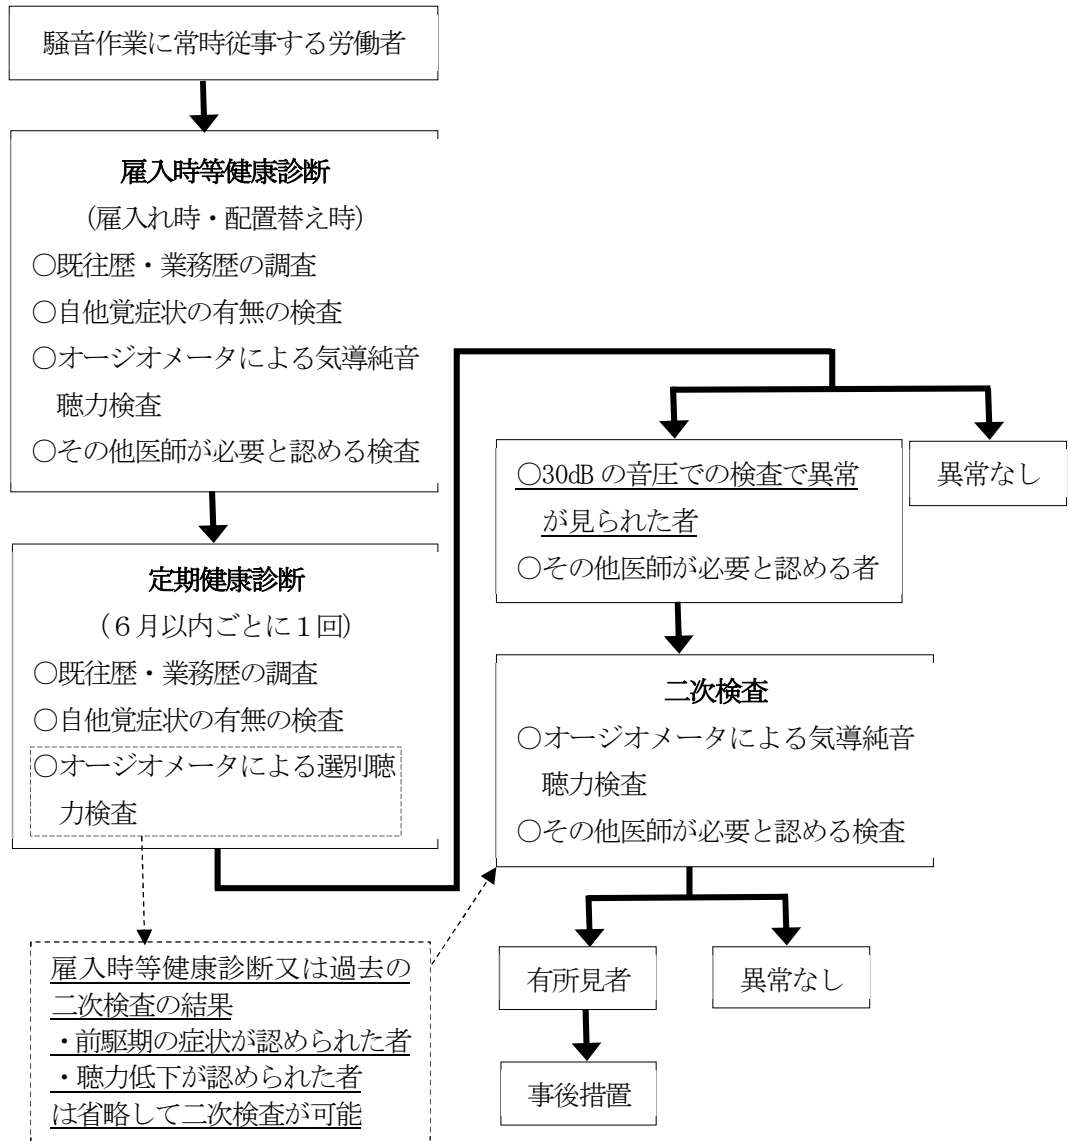 騒音作業に常時従事する労働者
雇入時等健康診断
(雇入れ時・配置替え時)
○既往歴・業務歴の調査
○自他覚症状の有無の検査
○オージオメータによる気導純音
聴力検査
○その他医師が必要と認める検査
定期健康診断
(６月以内ごとに１回)
○既往歴・業務歴の調査
○自他覚症状の有無の検査
○オージオメータによる選別聴
力検査
雇入時等健康診断又は過去の
二次検査の結果
・前駆期の症状が認められた者
・聴力低下が認められた者
は省略して二次検査が可能
○30dB の音圧での検査で異常
が見られた者
○その他医師が必要と認める者
異常なし
二次検査
○オージオメータによる気導純音
聴力検査
○その他医師が必要と認める検査
有所見者
異常なし
事後措置